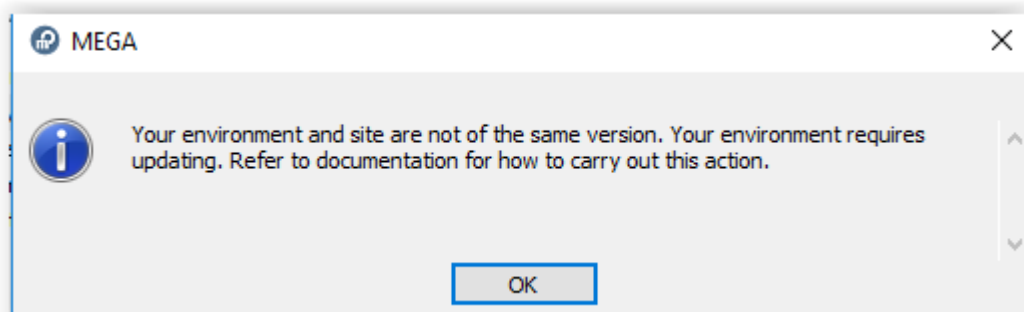 MEGA
Your environment and site are not of the same version. Your environment requires
updating. Refer to documentation for how to carry out this action.
OK